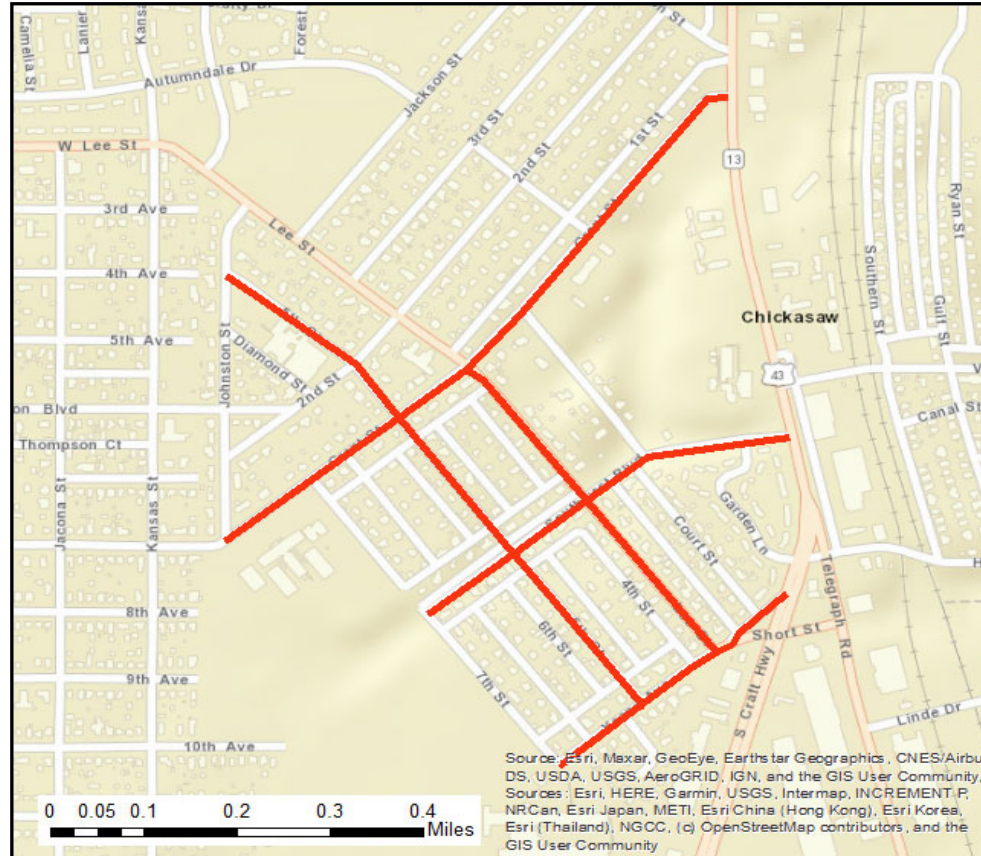 Camelia St
Lanier
Kans
Forest
Autumndale Dr
Jackson St
3rd St
2nd St
1st St
W Lee St
Lee St
13
3rd Ave
4th Ave
5th Ave
Johnston St
Diamond St
2nd St
on Blvd
Thompson Ct
Jacona St
Kansas St
8th Ave
9th Ave
10th Ave
Chickasaw
43
Southern St
Ryan St
Gulf St
Canal St
Garden Ln
Court St
4th St
6th St
7th St
Short St
Telegraph Rd
S Craft Hwy
Linde Dr
H
Source: Esri, Maxar, GeoEye, Earthstar Geographics, CNES/Airbu
DS, USDA, USGS, AeroGRID, IGN, and the GIS User Community,
Sources: Esri, HERE, Garmin, USGS, Intermap, INCREMENT P,
NRCan, Esri Japan, METI, Esri China (Hong Kong), Esri Korea,
Esri (Thailand), NGCC, (c) OpenStreetMap contributors, and the
GIS User Community
0 0.05 0.1 0.2 0.3 0.4
Miles